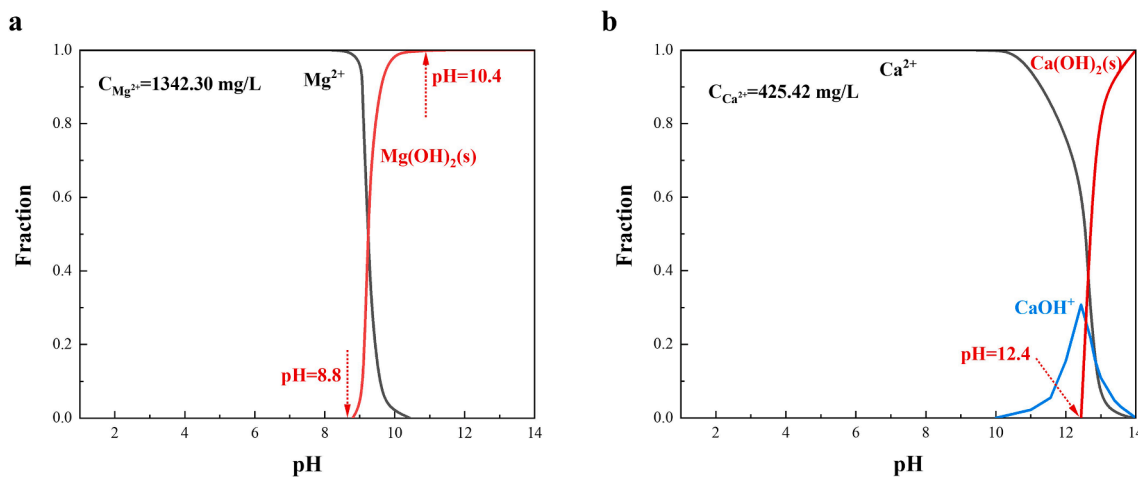 a
C_Mg²⁺=1342.30 mg/L
Mg²⁺
pH=10.4
Mg(OH)₂(s)
pH=8.8
Fraction
1.0
0.8
0.6
0.4
0.2
0.0
2 4 6 8 10 12 14
pH
b
Ca²⁺
Ca(OH)₂(s)
C_Ca²⁺=425.42 mg/L
CaOH⁺
pH=12.4
Fraction
1.0
0.8
0.6
0.4
0.2
0.0
2 4 6 8 10 12 14
pH